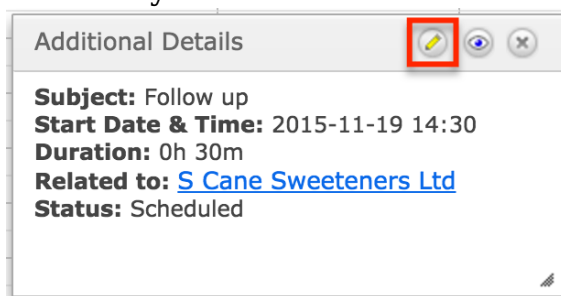 Additional Details
Subject: Follow up
Start Date & Time: 2015-11-19 14:30
Duration: 0h 30m
Related to: S Cane Sweeteners Ltd
Status: Scheduled